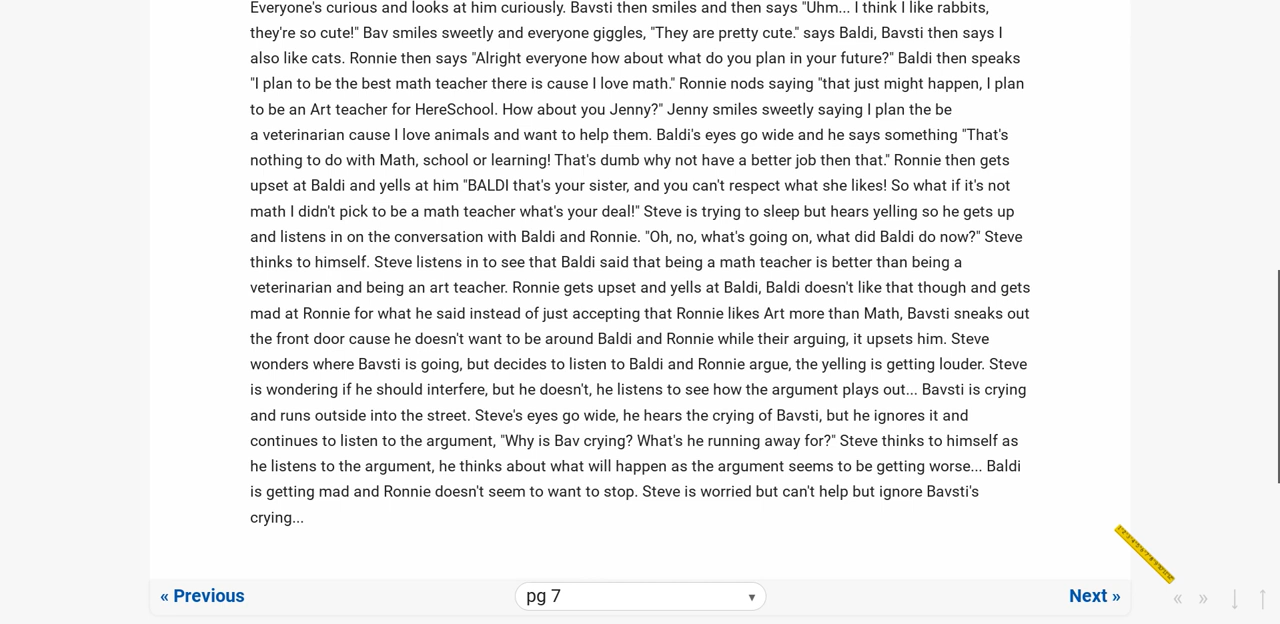 Everyone's curious and looks at him curiously. Bavsti then smiles and then says "Uhm... I think I like rabbits,
they're so cute!" Bav smiles sweetly and everyone giggles, "They are pretty cute." says Baldi, Bavsti then says I
also like cats. Ronnie then says "Alright everyone how about what do you plan in your future?" Baldi then speaks
"I plan to be the best math teacher there is cause I love math." Ronnie nods saying "that just might happen, I plan
to be an Art teacher for HereSchool. How about you Jenny?" Jenny smiles sweetly saying I plan the be
a veterinarian cause I love animals and want to help them. Baldi's eyes go wide and he says something "That's
nothing to do with Math, school or learning! That's dumb why not have a better job then that." Ronnie then gets
upset at Baldi and yells at him "BALDI that's your sister, and you can't respect what she likes! So what if it's not
math I didn't pick to be a math teacher what's your deal!" Steve is trying to sleep but hears yelling so he gets up
and listens in on the conversation with Baldi and Ronnie. "Oh, no, what's going on, what did Baldi do now?" Steve
thinks to himself. Steve listens in to see that Baldi said that being a math teacher is better than being a
veterinarian and being an art teacher. Ronnie gets upset and yells at Baldi, Baldi doesn't like that though and gets
mad at Ronnie for what he said instead of just accepting that Ronnie likes Art more than Math, Bavsti sneaks out
the front door cause he doesn't want to be around Baldi and Ronnie while their arguing, it upsets him. Steve
wonders where Bavsti is going, but decides to listen to Baldi and Ronnie argue, the yelling is getting louder. Steve
is wondering if he should interfere, but he doesn't, he listens to see how the argument plays out... Bavsti is crying
and runs outside into the street. Steve's eyes go wide, he hears the crying of Bavsti, but he ignores it and
continues to listen to the argument, "Why is Bav crying? What's he running away for?" Steve thinks to himself as
he listens to the argument, he thinks about what will happen as the argument seems to be getting worse... Baldi
is getting mad and Ronnie doesn't seem to want to stop. Steve is worried but can't help but ignore Bavsti's
crying...
« Previous
pg 7
Next »